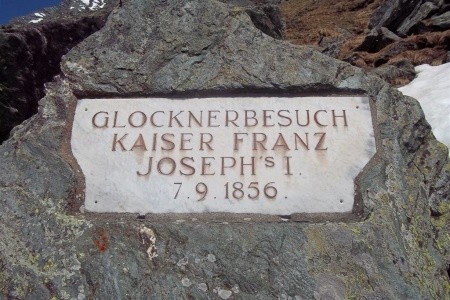 GLOCKNERBESUCH
KAISER FRANZ
JOSEPH's I.
7.9.1856.